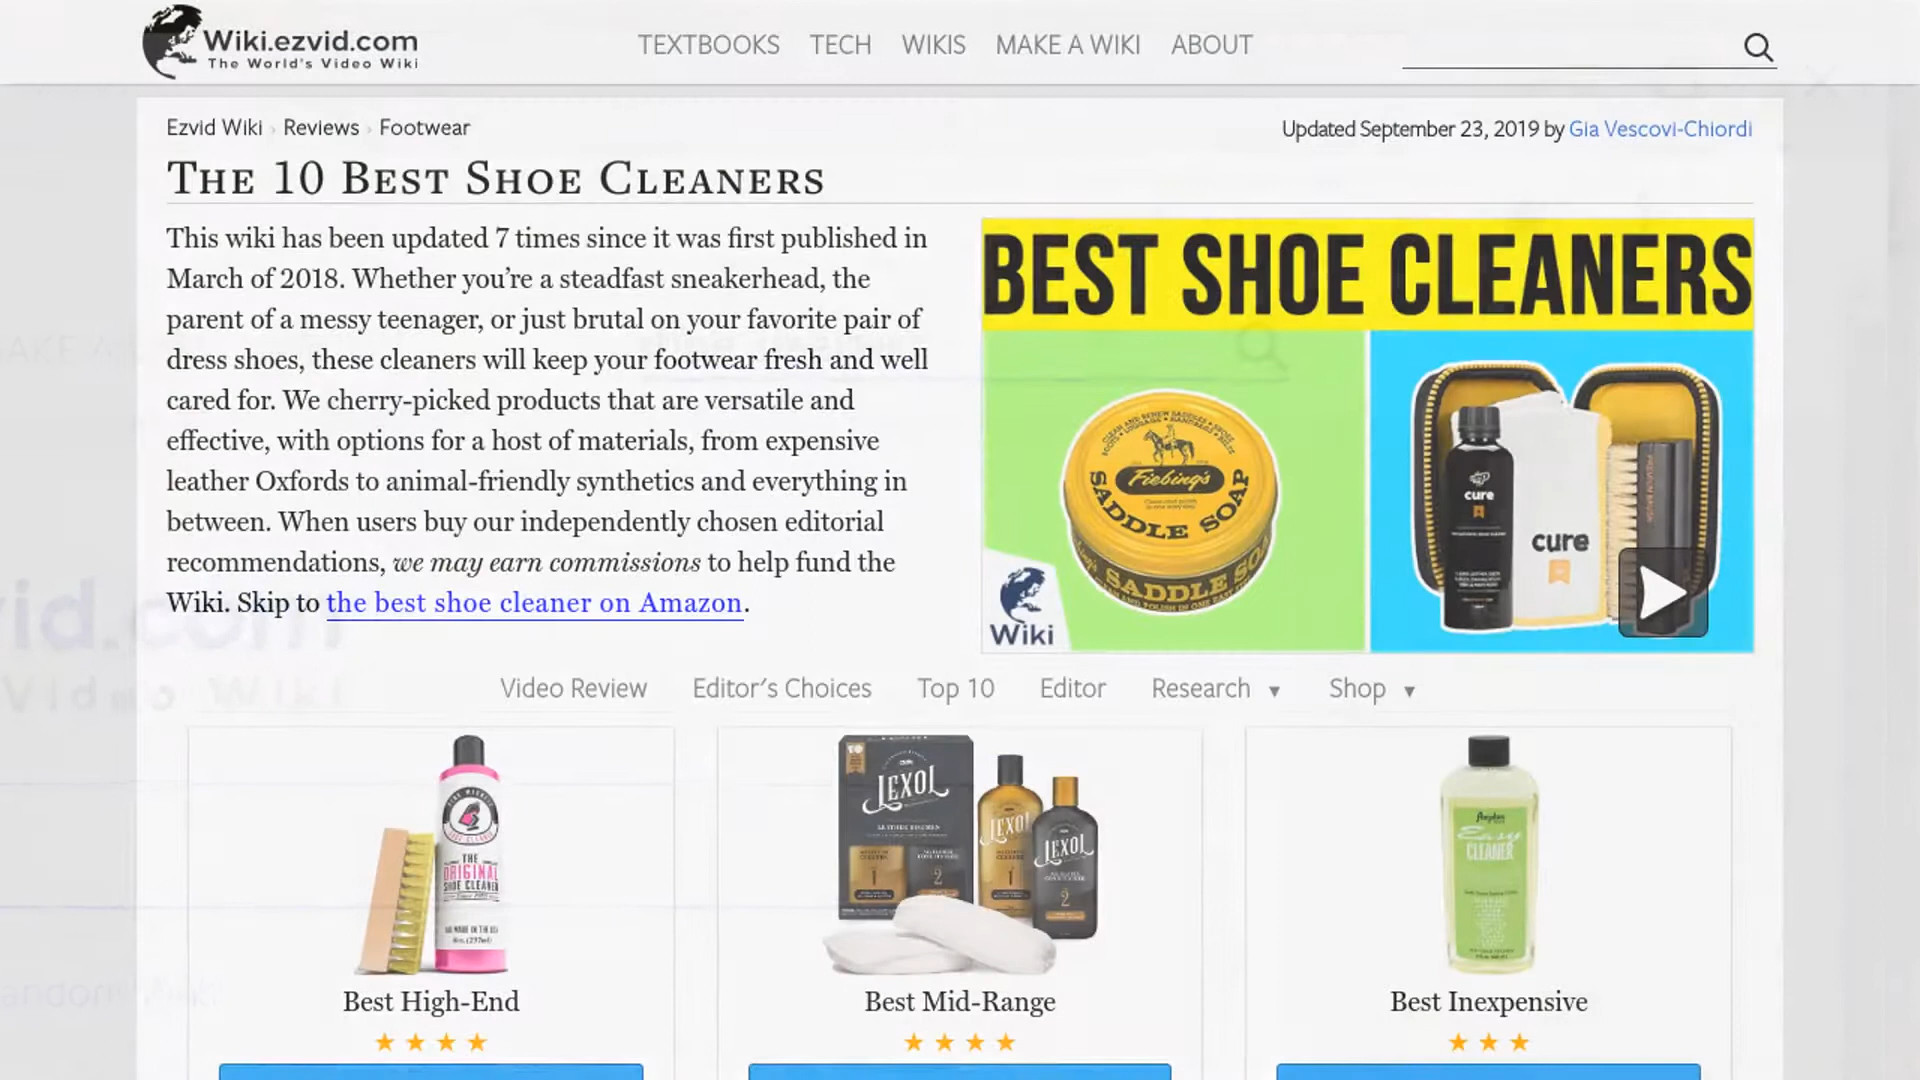 Wiki.ezvid.com
The World's Video Wiki
TEXTBOOKS TECH WIKIS MAKE A WIKI ABOUT
Ezvid Wiki › Reviews › Footwear
Updated September 23, 2019 by Gia Vescovi-Chiordi
The 10 Best Shoe Cleaners
This wiki has been updated 7 times since it was first published in
March of 2018. Whether you're a steadfast sneakerhead, the
parent of a messy teenager, or just brutal on your favorite pair of
dress shoes, these cleaners will keep your footwear fresh and well
cared for. We cherry-picked products that are versatile and
effective, with options for a host of materials, from expensive
leather Oxfords to animal-friendly synthetics and everything in
between. When users buy our independently chosen editorial
recommendations, we may earn commissions to help fund the
Wiki. Skip to the best shoe cleaner on Amazon.
BEST SHOE CLEANERS
Fiebing's
SADDLE SOAP
SADDLE SOAP
cure
cure
Wiki
Video Review Editor's Choices Top 10 Editor Research ▼ Shop ▼
THE
ORIGINAL
SHOE CLEANER
LEXOL
1
2
LEXOL
1
LEXOL
2
Easy
CLEANER
Best High-End
Best Mid-Range
Best Inexpensive